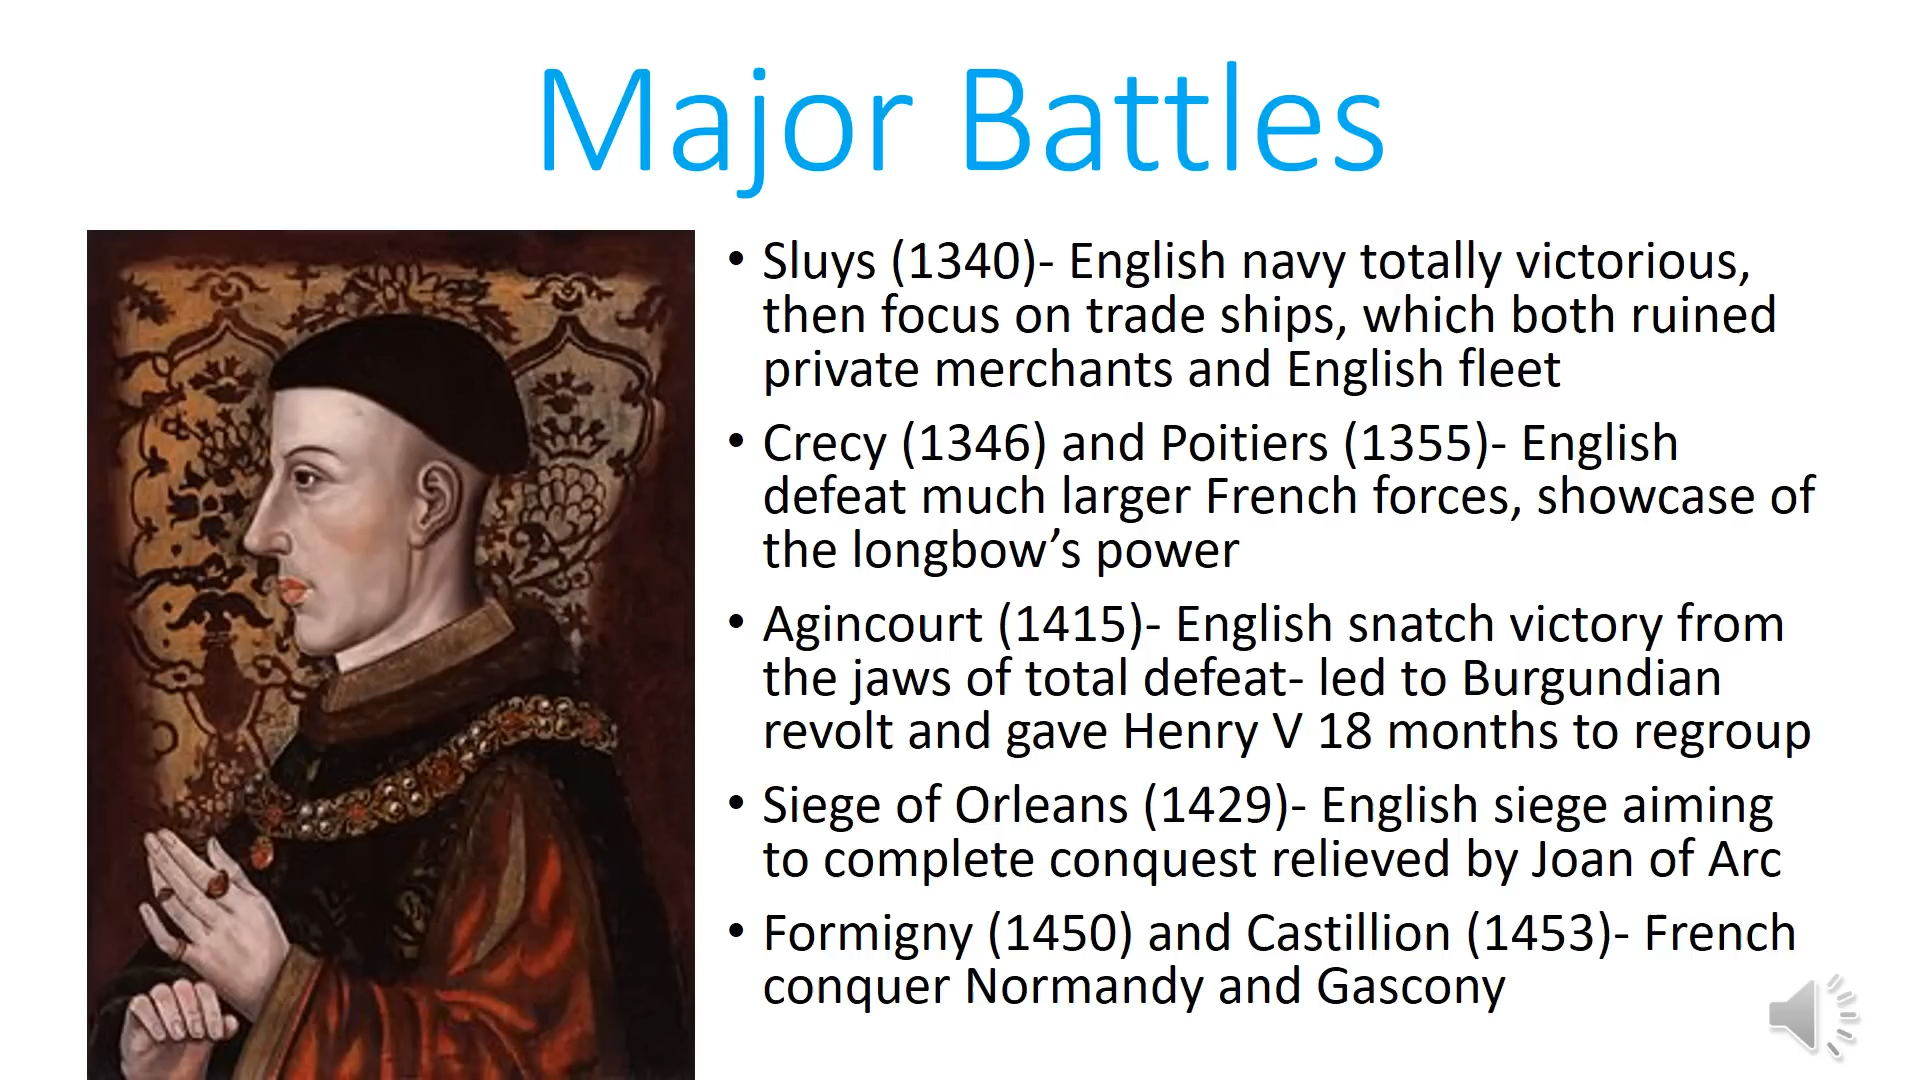 Major Battles
• Sluys (1340)- English navy totally victorious,
then focus on trade ships, which both ruined
private merchants and English fleet
• Crecy (1346) and Poitiers (1355)- English
defeat much larger French forces, showcase of
the longbow’s power
• Agincourt (1415)- English snatch victory from
the jaws of total defeat- led to Burgundian
revolt and gave Henry V 18 months to regroup
• Siege of Orleans (1429)- English siege aiming
to complete conquest relieved by Joan of Arc
• Formigny (1450) and Castillion (1453)- French
conquer Normandy and Gascony